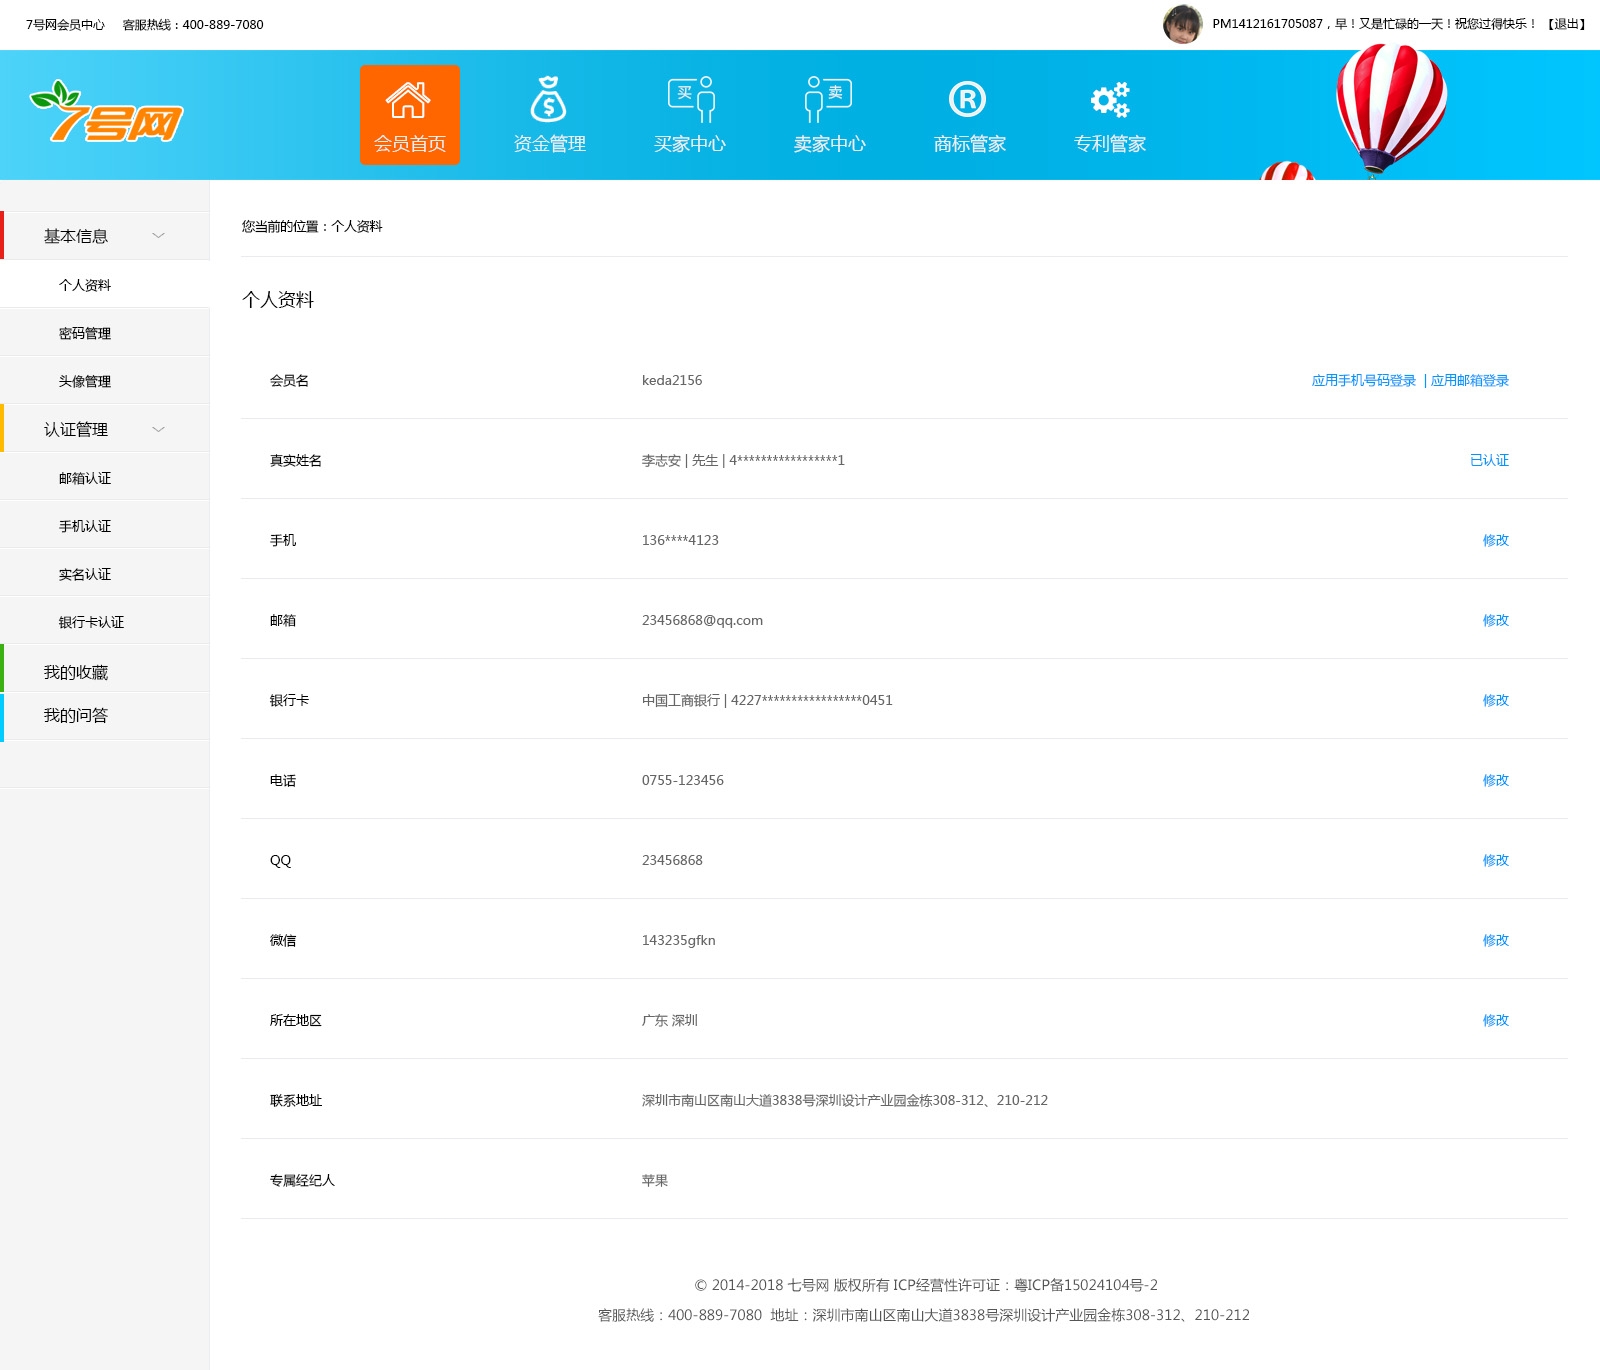 7号网会员中心 客服热线：400-889-7080
PM1412161705087，早！又是忙碌的一天！祝您过得快乐！【退出】
7号网
买
卖
R
会员首页 资金管理 买家中心 卖家中心 商标管家 专利管家
基本信息
个人资料
密码管理
头像管理
认证管理
邮箱认证
手机认证
实名认证
银行卡认证
我的收藏
我的问答
您当前的位置：个人资料
个人资料
会员名 keda2156 应用手机号码登录 | 应用邮箱登录
真实姓名 李志安 | 先生 | 4*****************1 已认证
手机 136****4123 修改
邮箱 23456868@qq.com 修改
银行卡 中国工商银行 | 4227*****************0451 修改
电话 0755-123456 修改
QQ 23456868 修改
微信 143235gfkn 修改
所在地区 广东 深圳 修改
联系地址 深圳市南山区南山大道3838号深圳设计产业园金栋308-312、210-212
专属经纪人 苹果
© 2014-2018 七号网 版权所有 ICP经营性许可证：粤ICP备15024104号-2
客服热线：400-889-7080 地址：深圳市南山区南山大道3838号深圳设计产业园金栋308-312、210-212